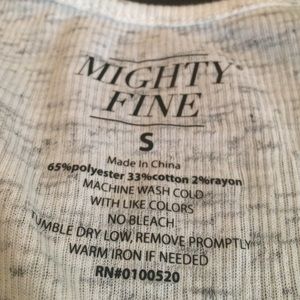 MIGHTY
FINE
S
Made In China
65%polyester 33%cotton 2%rayon
MACHINE WASH COLD
WITH LIKE COLORS
NO BLEACH
TUMBLE DRY LOW, REMOVE PROMPTLY
WARM IRON IF NEEDED
RN#0100520